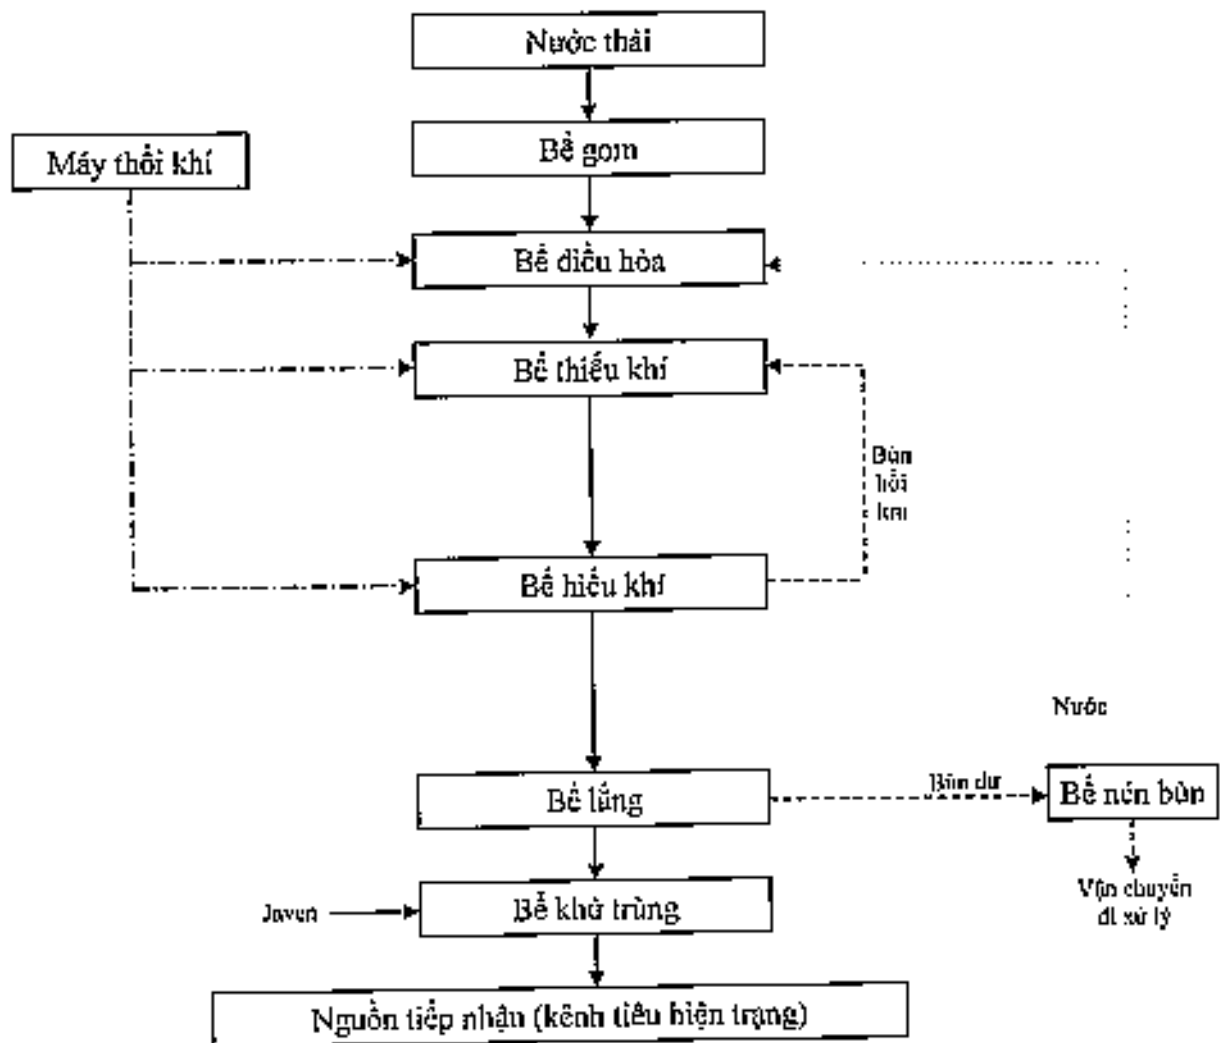 Nước thải
Bể gom
Máy thổi khí
Bể điều hòa
Bể thiếu khí
Bùn
hồi
lưu
Bể hiếu khí
Nước
Bể lắng
Bùn dư
Bể nén bùn
Vận chuyển
đi xử lý
Javen
Bể khử trùng
Nguồn tiếp nhận (kênh tiêu hiện trạng)